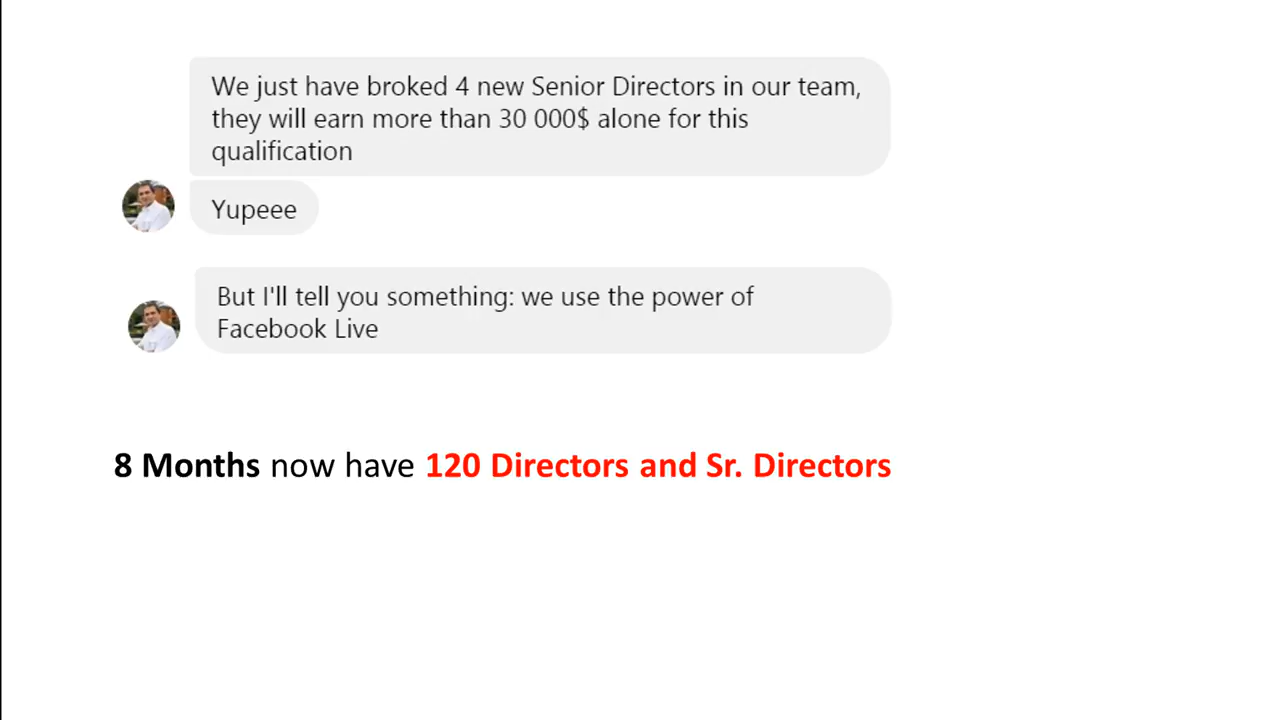 We just have broked 4 new Senior Directors in our team,
they will earn more than 30 000$ alone for this
qualification
Yupeee
But I'll tell you something: we use the power of
Facebook Live
8 Months now have 120 Directors and Sr. Directors